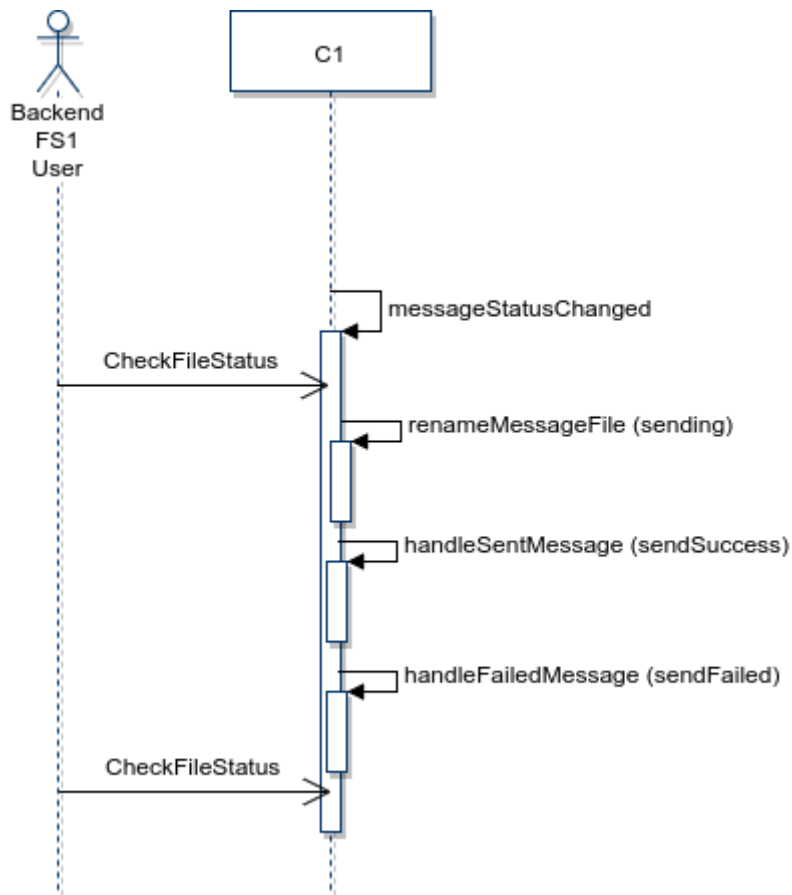 C1
Backend
FS1
User
messageStatusChanged
CheckFileStatus
renameMessageFile (sending)
handleSentMessage (sendSuccess)
handleFailedMessage (sendFailed)
CheckFileStatus